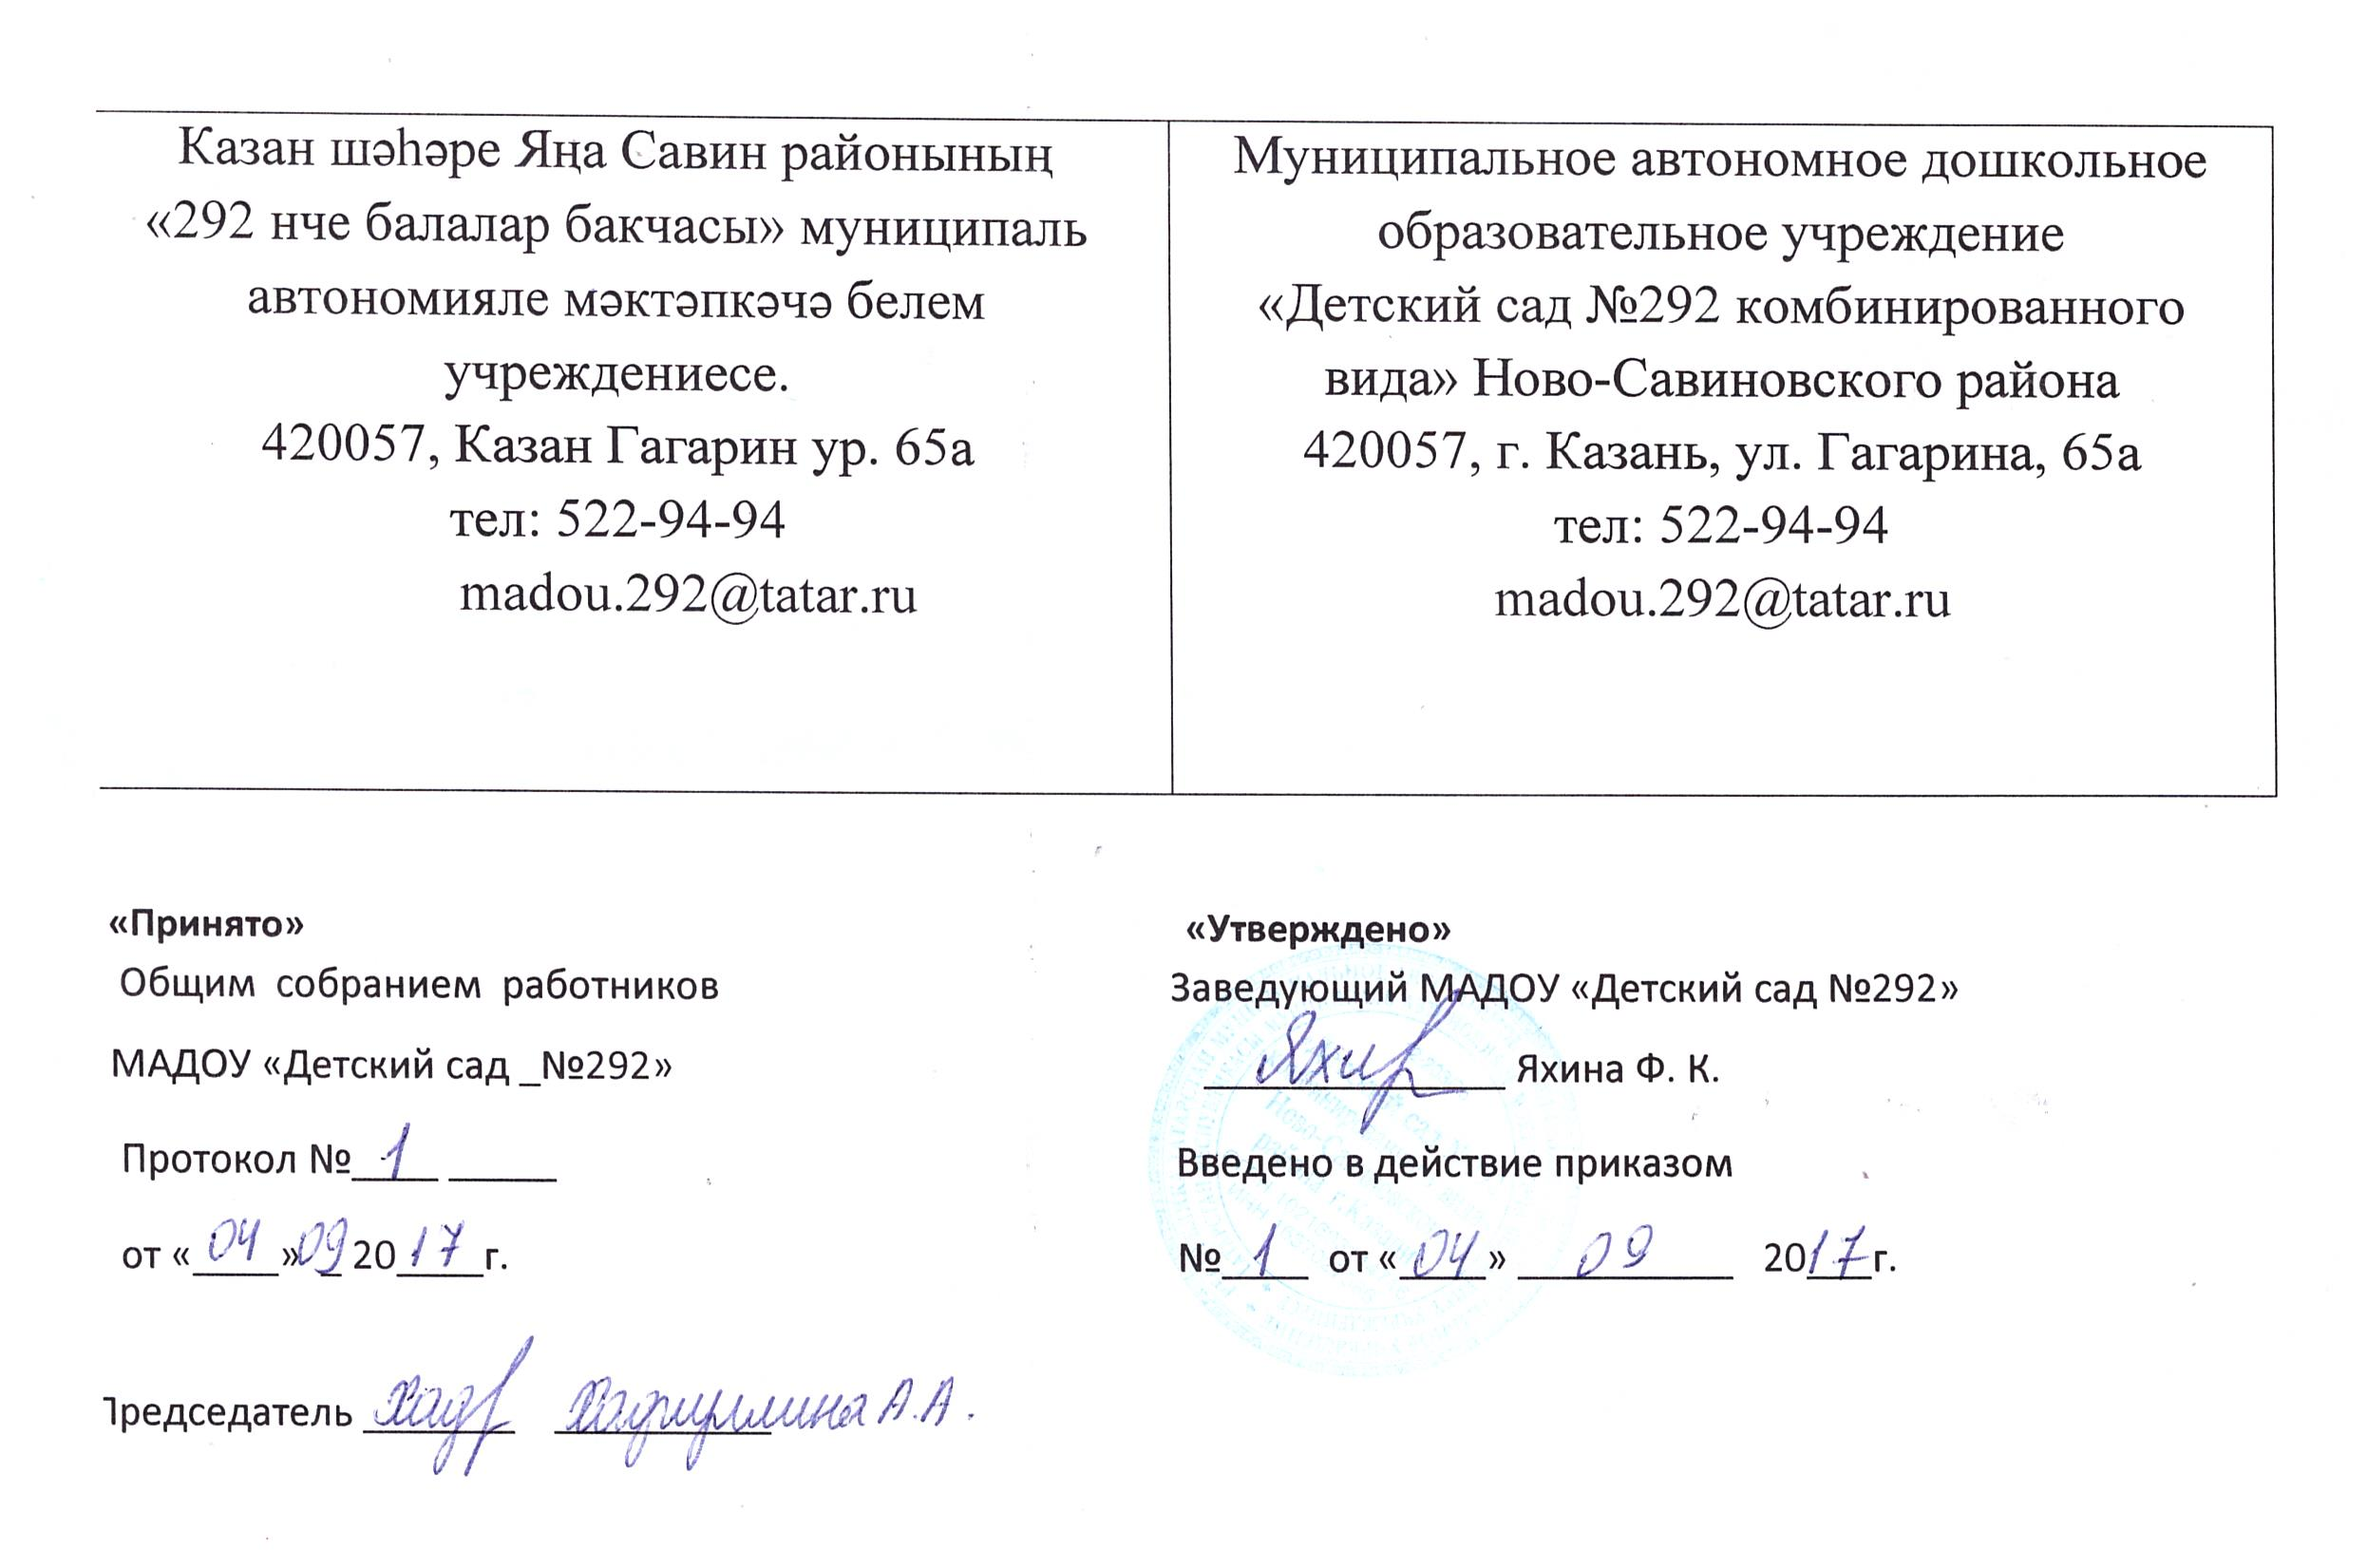 Казан шәһәре Яңа Савин районының
«292 нче балалар бакчасы» муниципаль
автономияле мәктәпкәчә белем
учреждениесе.
420057, Казан Гагарин ур. 65а
тел: 522-94-94
madou.292@tatar.ru
Муниципальное автономное дошкольное
образовательное учреждение
«Детский сад №292 комбинированного
вида» Ново-Савиновского района
420057, г. Казань, ул. Гагарина, 65а
тел: 522-94-94
madou.292@tatar.ru
«Принято»
Общим собранием работников
МАДОУ «Детский сад _№292»
Протокол № 1
от «04» 09 2017г.
Председатель А.А.
«Утверждено»
Заведующий МАДОУ «Детский сад №292»
Яхина Ф. К.
Введено в действие приказом
№ 1 от «04» 09 2017г.